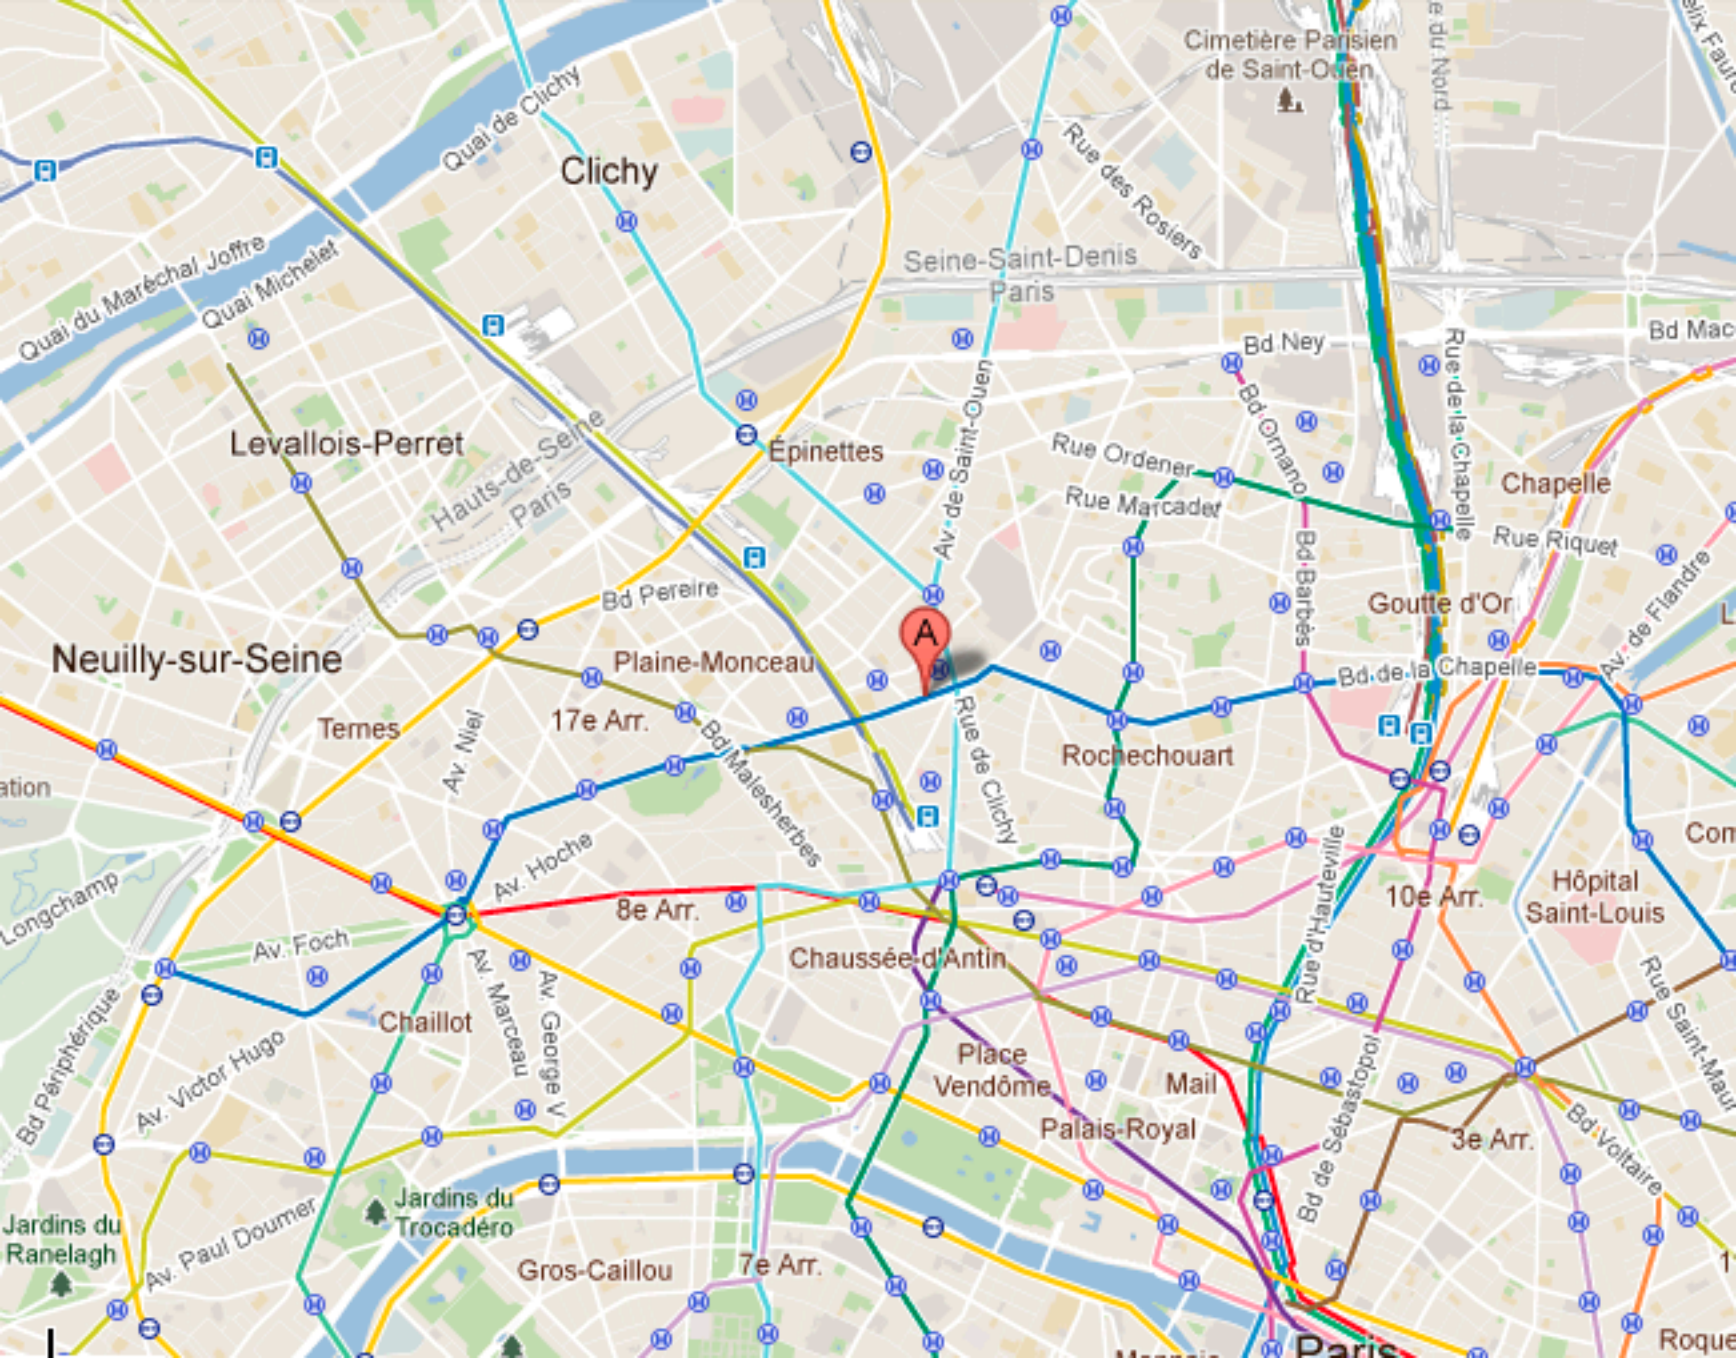 Cimetière Parisien
de Saint-Ouen
e du Nord
Quai de Clichy
Clichy
Rue des Rosiers
Quai du Maréchal Joffre
Quai Michelet
Seine-Saint-Denis
Paris
Bd Ney
Bd Mac
Rue de la Chapelle
Av. de Saint-Ouen
Bd Ornano
Levallois-Perret
Hauts-de-Seine
Paris
Épinettes
Rue Ordener
Rue Marcadet
Chapelle
Rue Riquet
Bd Barbès
Av. de Flandre
Bd Pereire
Goutte d'Or
A
Neuilly-sur-Seine
Plaine-Monceau
Bd de la Chapelle
Ternes
17e Arr.
Av. Niel
Bd Malesherbes
Rue de Clichy
Rochechouart
ation
Av. Hoche
Rue d'Hauteville
Com
Longchamp
8e Arr.
10e Arr.
Hôpital
Saint-Louis
Av. Foch
Chaussée-d'Antin
Av. Marceau
Av. George V
Chaillot
Bd Périphérique
Av. Victor Hugo
Place
Vendôme
Mail
Rue Saint-Maur
Palais-Royal
Bd de Sébastopol
3e Arr.
Bd Voltaire
Jardins du
Trocadéro
Jardins du
Ranelagh
Av. Paul Doumer
Gros-Caillou
7e Arr.
Paris
Roque